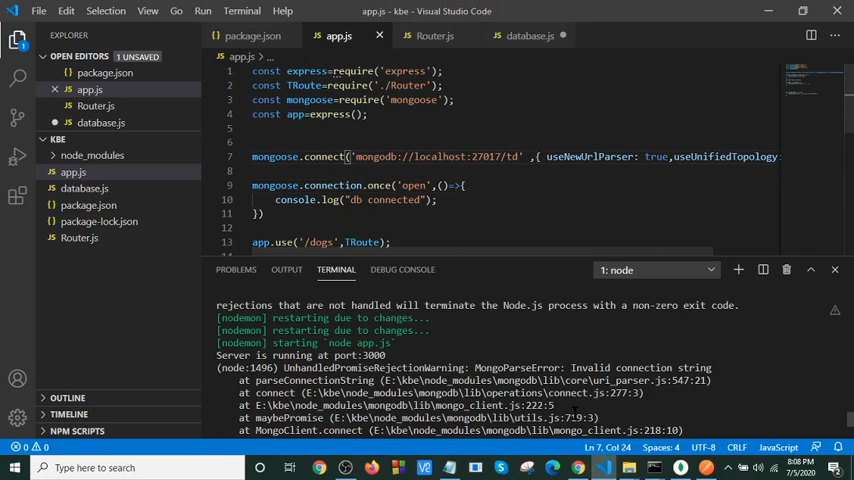 File Edit Selection View Go Run Terminal Help app.js - kbe - Visual Studio Code
EXPLORER
OPEN EDITORS 1 UNSAVED
package.json
app.js
Router.js
database.js
KBE
node_modules
app.js
database.js
package.json
package-lock.json
Router.js
OUTLINE
TIMELINE
NPM SCRIPTS
package.json app.js Router.js database.js
app.js > ...
1 const express=require('express');
2 const TRoute=require('./Router');
3 const mongoose=require('mongoose');
4 const app=express();
5
6
7 mongoose.connect('mongodb://localhost:27017/td' ,{ useNewUrlParser: true,useUnifiedTopology:
8
9 mongoose.connection.once('open',()=>{
10 console.log("db connected");
11 })
12
13 app.use('/dogs',TRoute);
PROBLEMS OUTPUT TERMINAL DEBUG CONSOLE 1: node
rejections that are not handled will terminate the Node.js process with a non-zero exit code.
[nodemon] restarting due to changes...
[nodemon] restarting due to changes...
[nodemon] starting `node app.js`
Server is running at port:3000
(node:1496) UnhandledPromiseRejectionWarning: MongoParseError: Invalid connection string
at parseConnectionString (E:\kbe\node_modules\mongodb\lib\core\uri_parser.js:547:21)
at connect (E:\kbe\node_modules\mongodb\lib\operations\connect.js:277:3)
at E:\kbe\node_modules\mongodb\lib\mongo_client.js:222:5
at maybePromise (E:\kbe\node_modules\mongodb\lib\utils.js:719:3)
at MongoClient.connect (E:\kbe\node_modules\mongodb\lib\mongo_client.js:218:10)
0 0 Ln 7, Col 24 Spaces: 4 UTF-8 CRLF JavaScript
Type here to search
8:08 PM
7/5/2020